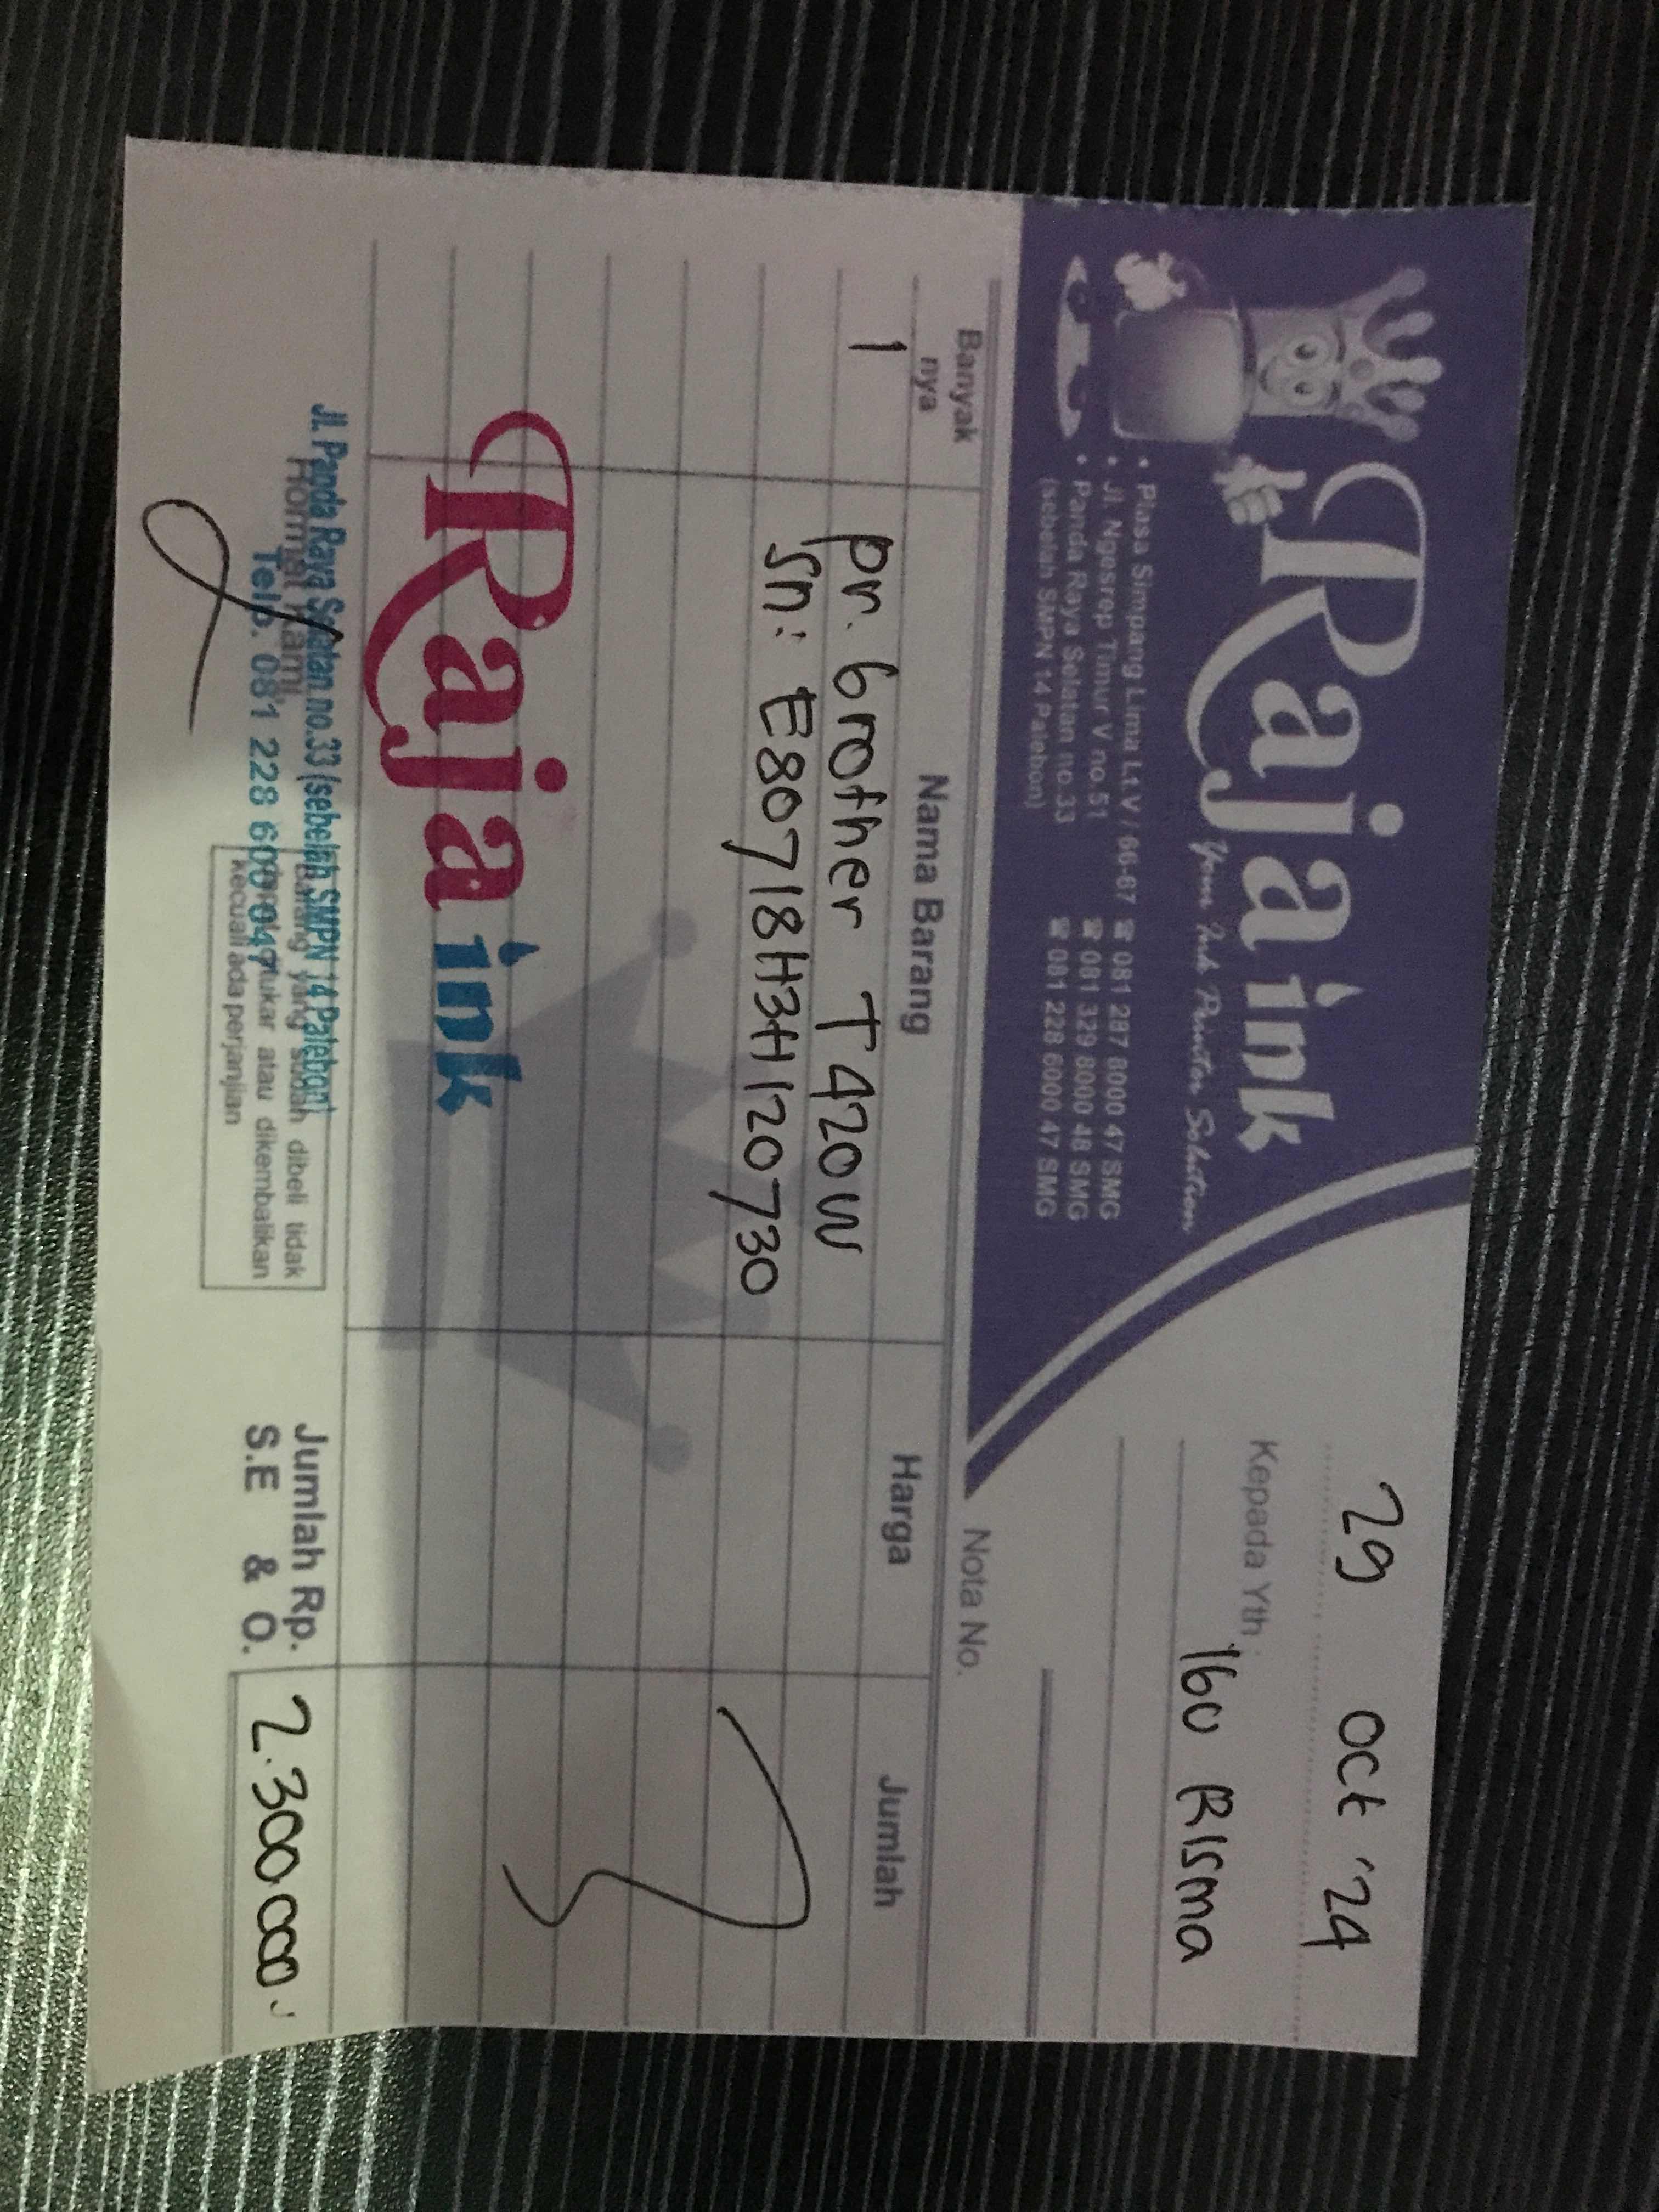 Raja ink
Your Ink Printer Solution
• Plasa Simpang Lima Lt.V / 66-67 ☎ 081 287 8000 47 SMG
• Jl. Ngesrep Timur V no.51 ☎ 081 329 8000 48 SMG
• Panda Raya Selatan no.33 ☎ 081 228 6000 47 SMG
(sebelah SMPN 14 Palebon)
29 Oct '24
Kepada Yth.
Ibu Risma
Nota No.
Banyak nya Nama Barang Harga Jumlah
1 pn. Brother T420W
Sn: E80718H3H120730
Raja ink
Jl. Panda Raya Selatan no.33 (sebelah SMPN 14 Palebon)
Telp. 081 228 600 047
Hormat kami,
Barang yang sudah dibeli tidak
ditukar atau dikembalikan
kecuali ada perjanjian
Jumlah Rp. 2.300.000
S.E & O.